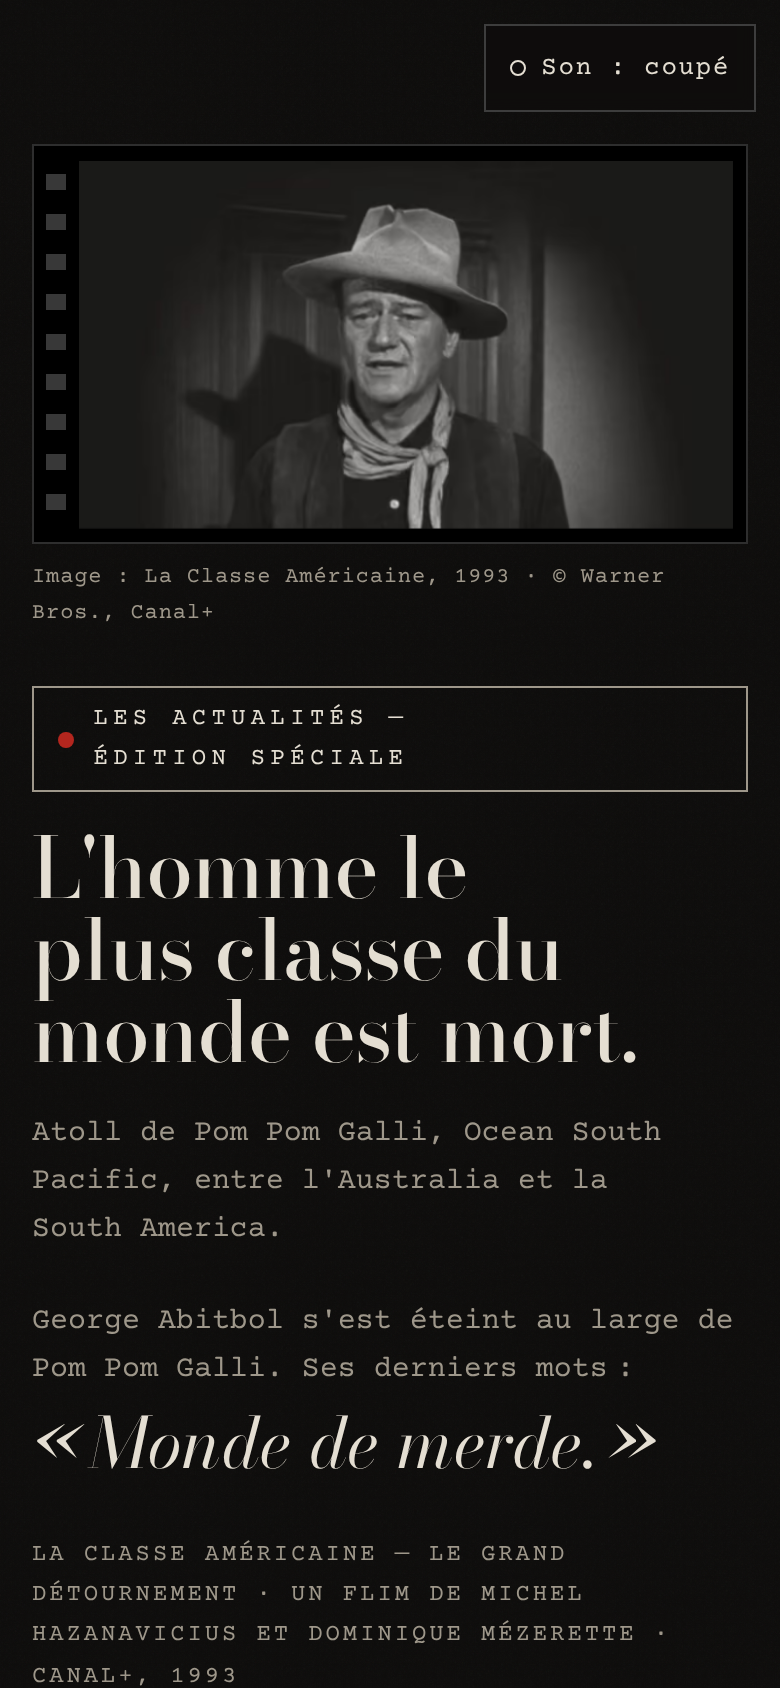 Son : coupé
Image : La Classe Américaine, 1993 · © Warner
Bros., Canal+
LES ACTUALITÉS —
ÉDITION SPÉCIALE
L'homme le
plus classe du
monde est mort.
Atoll de Pom Pom Galli, Ocean South
Pacific, entre l'Australia et la
South America.
George Abitbol s'est éteint au large de
Pom Pom Galli. Ses derniers mots :
« Monde de merde. »
LA CLASSE AMÉRICAINE — LE GRAND
DÉTOURNEMENT · UN FLIM DE MICHEL
HAZANAVICIUS ET DOMINIQUE MÉZERETTE ·
CANAL+, 1993